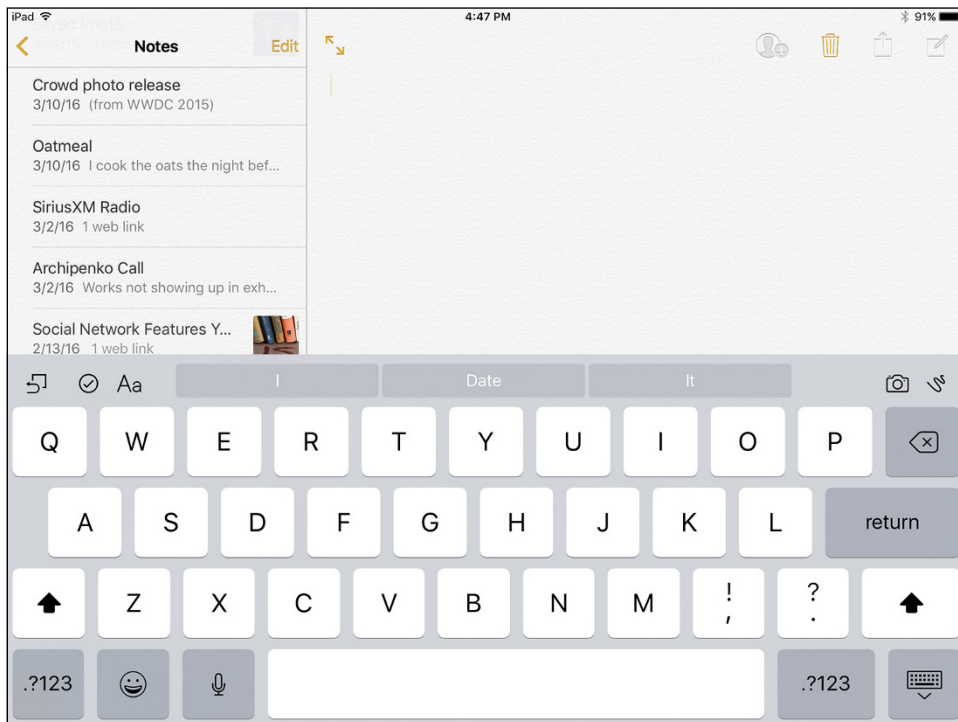 iPad 4:47 PM 91%
Notes Edit
Crowd photo release
3/10/16 (from WWDC 2015)
Oatmeal
3/10/16 I cook the oats the night bef...
SiriusXM Radio
3/2/16 1 web link
Archipenko Call
3/2/16 Works not showing up in exh...
Social Network Features Y...
2/13/16 1 web link
Aa I Date It
Q W E R T Y U I O P
A S D F G H J K L return
Z X C V B N M ! , ? .
.?123 .?123